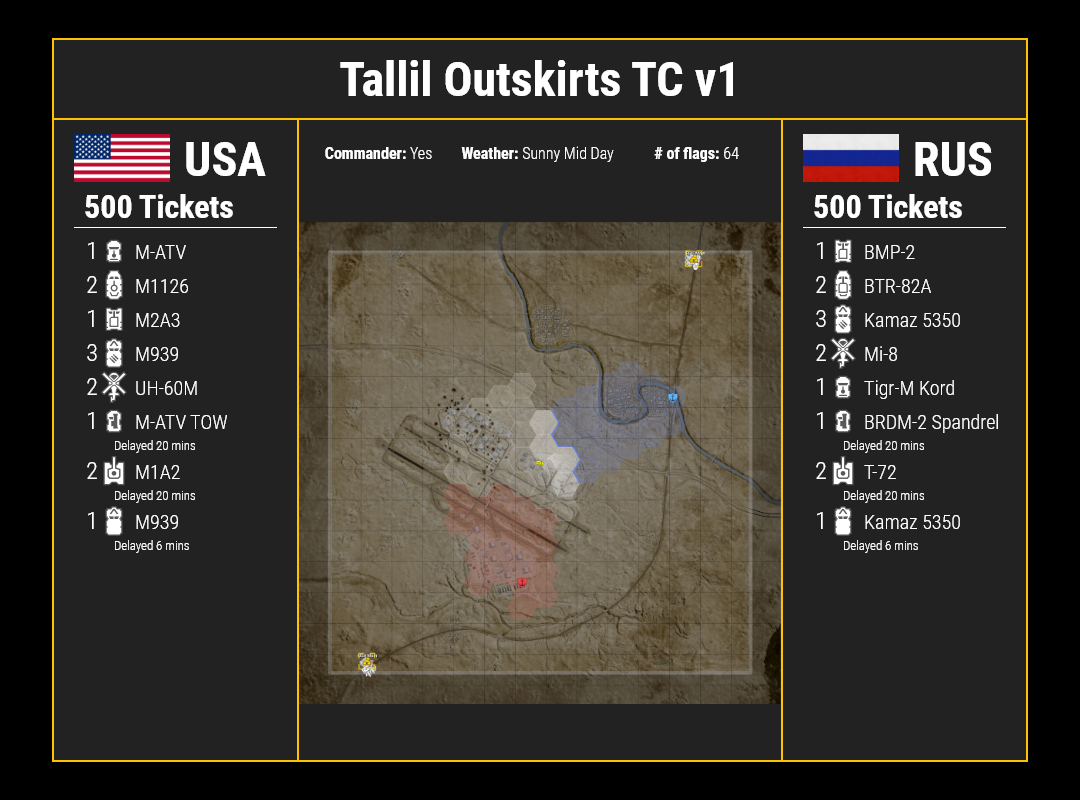 Tallil Outskirts TC v1
USA
500 Tickets
1 M-ATV
2 M1126
1 M2A3
3 M939
2 UH-60M
1 M-ATV TOW
Delayed 20 mins
2 M1A2
Delayed 20 mins
1 M939
Delayed 6 mins
Commander: Yes Weather: Sunny Mid Day # of flags: 64
RUS
500 Tickets
1 BMP-2
2 BTR-82A
3 Kamaz 5350
2 Mi-8
1 Tigr-M Kord
1 BRDM-2 Spandrel
Delayed 20 mins
2 T-72
Delayed 20 mins
1 Kamaz 5350
Delayed 6 mins